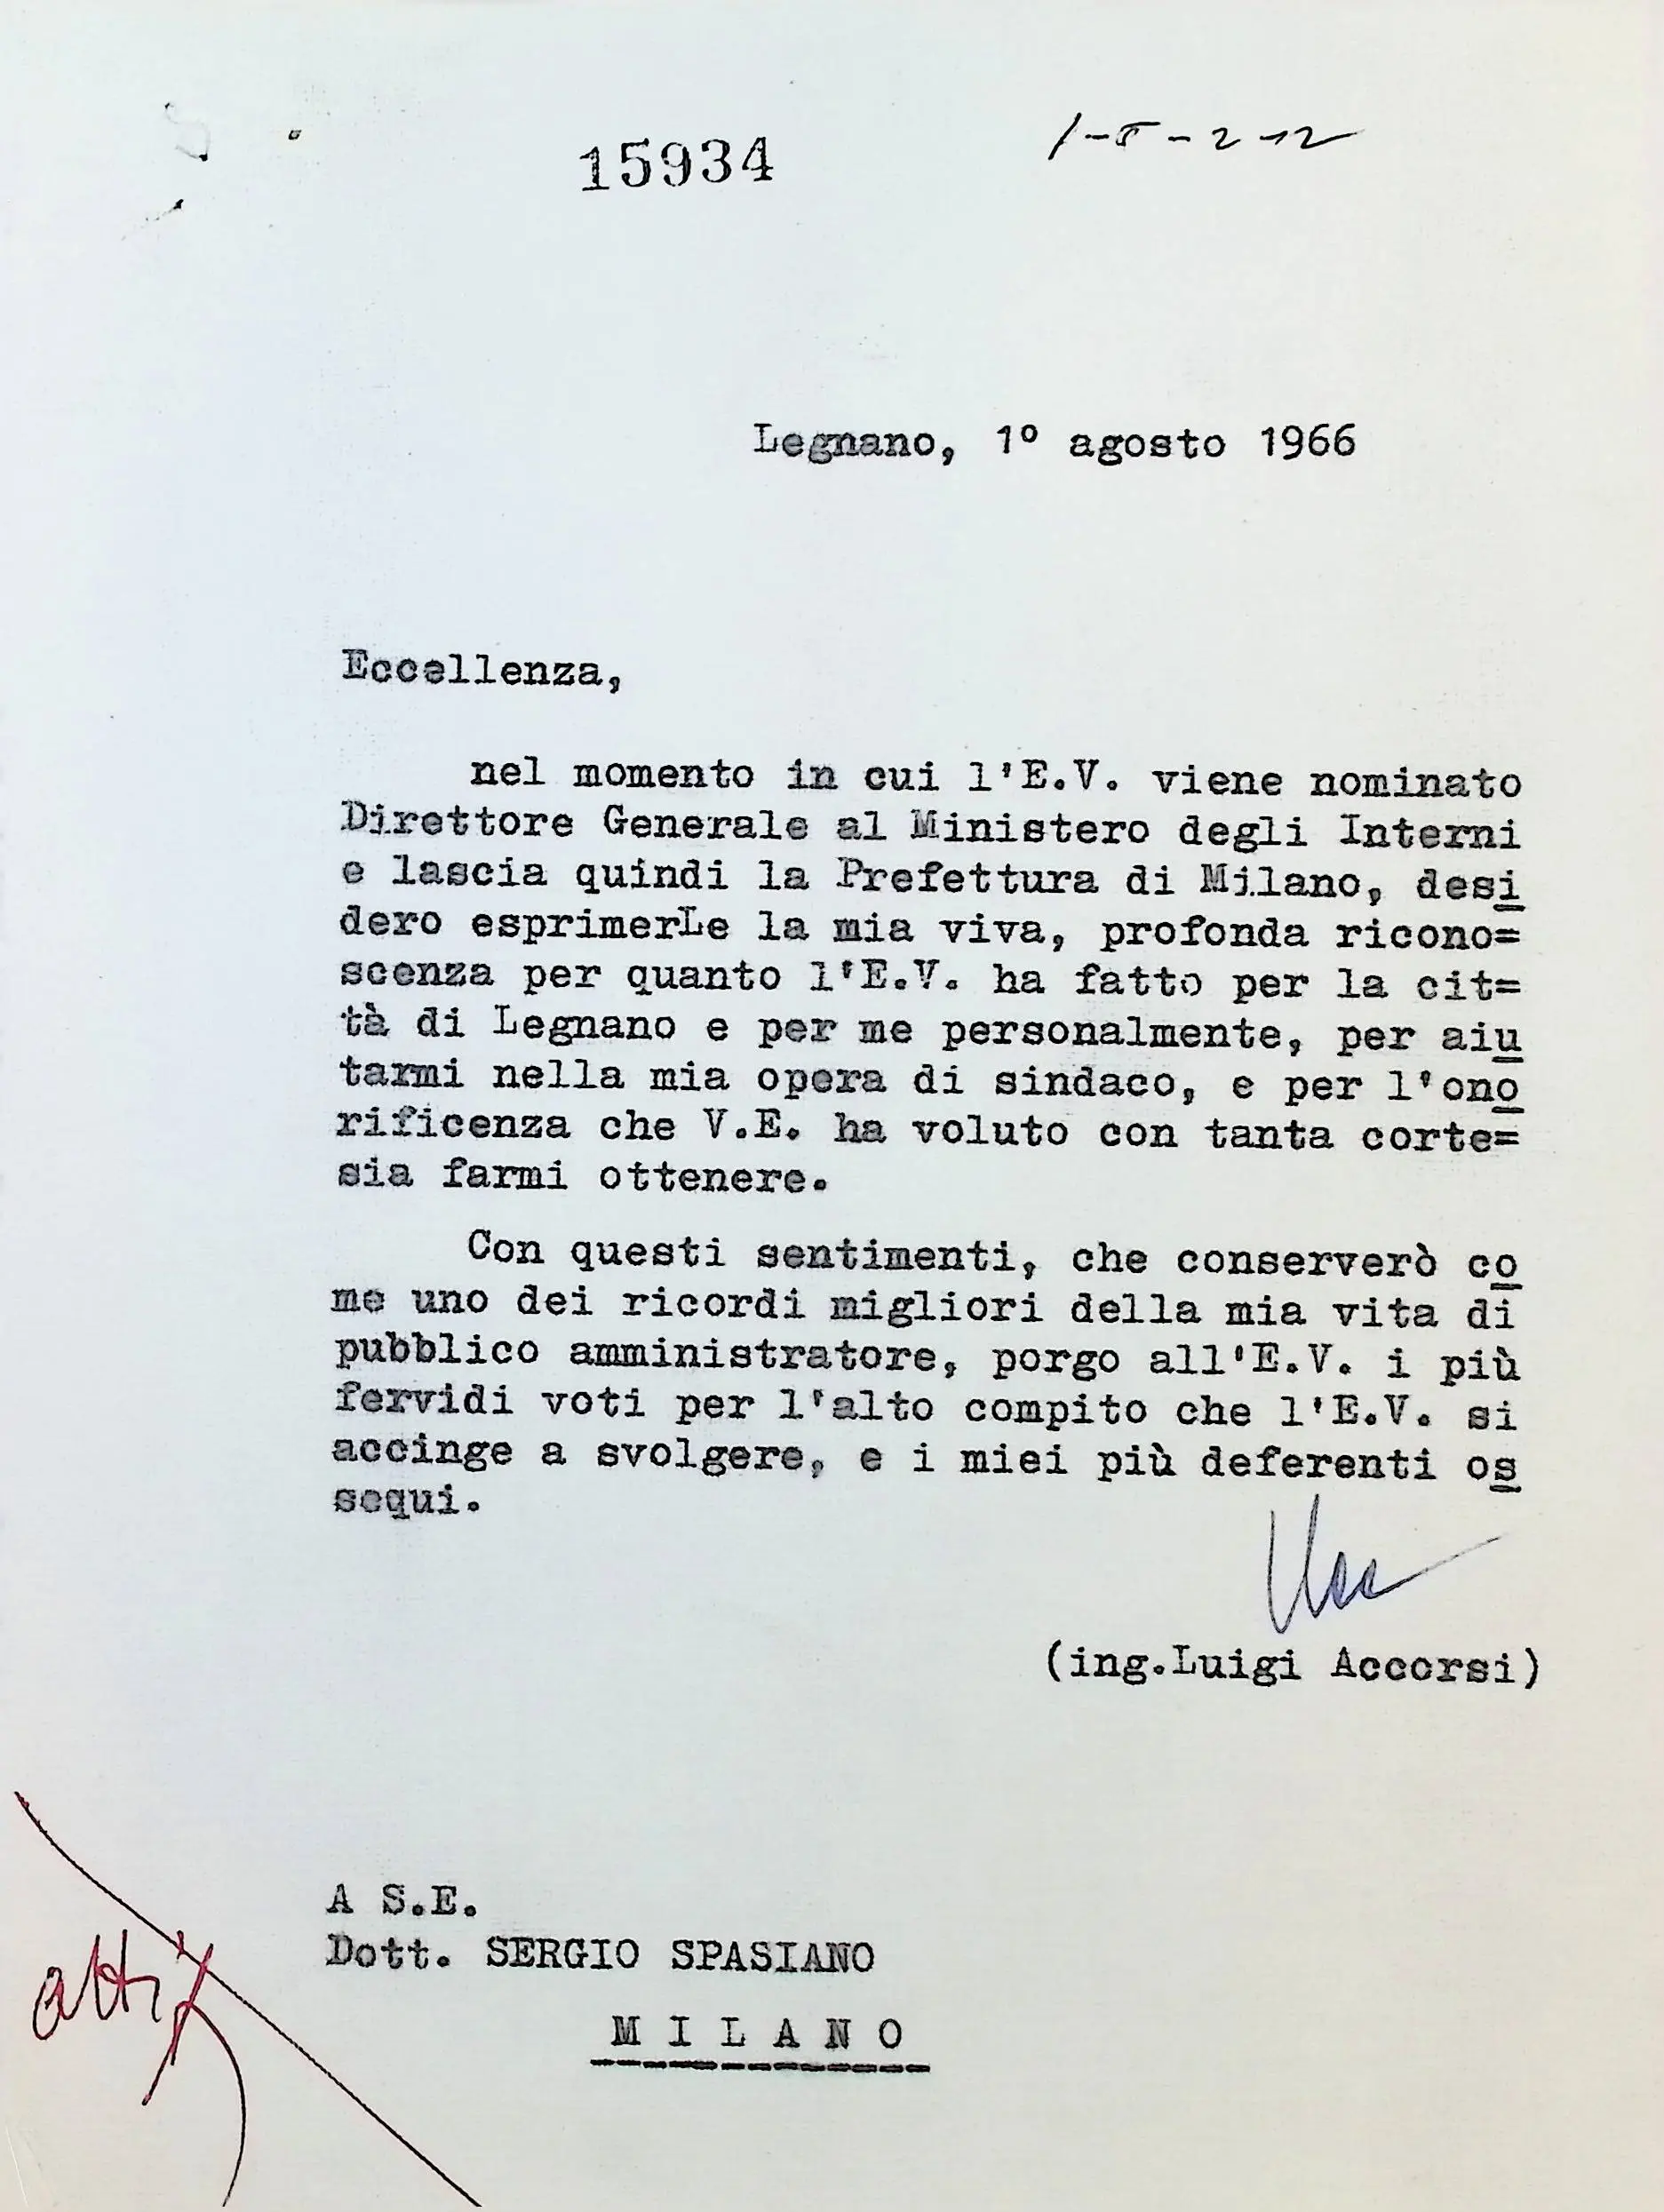 15934
Legnano, 1º agosto 1966
Eccellenza,
nel momento in cui l'E.V. viene nominato
Direttore Generale al Ministero degli Interni
e lascia quindi la Prefettura di Milano, desi
dero esprimerLe la mia viva, profonda ricono=
scenza per quanto l'E.V. ha fatto per la cit=
tà di Legnano e per me personalmente, per aiu
tarmi nella mia opera di sindaco, e per l'ono
rificenza che V.E. ha voluto con tanta corte=
sia farmi ottenere.
Con questi sentimenti, che conserverò co
me uno dei ricordi migliori della mia vita di
pubblico amministratore, porgo all'E.V. i più
fervidi voti per l'alto compito che l'E.V. si
accinge a svolgere, e i miei più deferenti os
sequi.
(ing.Luigi Accorsi)
A S.E.
Dott. SERGIO SPASIANO
MILANO
atti